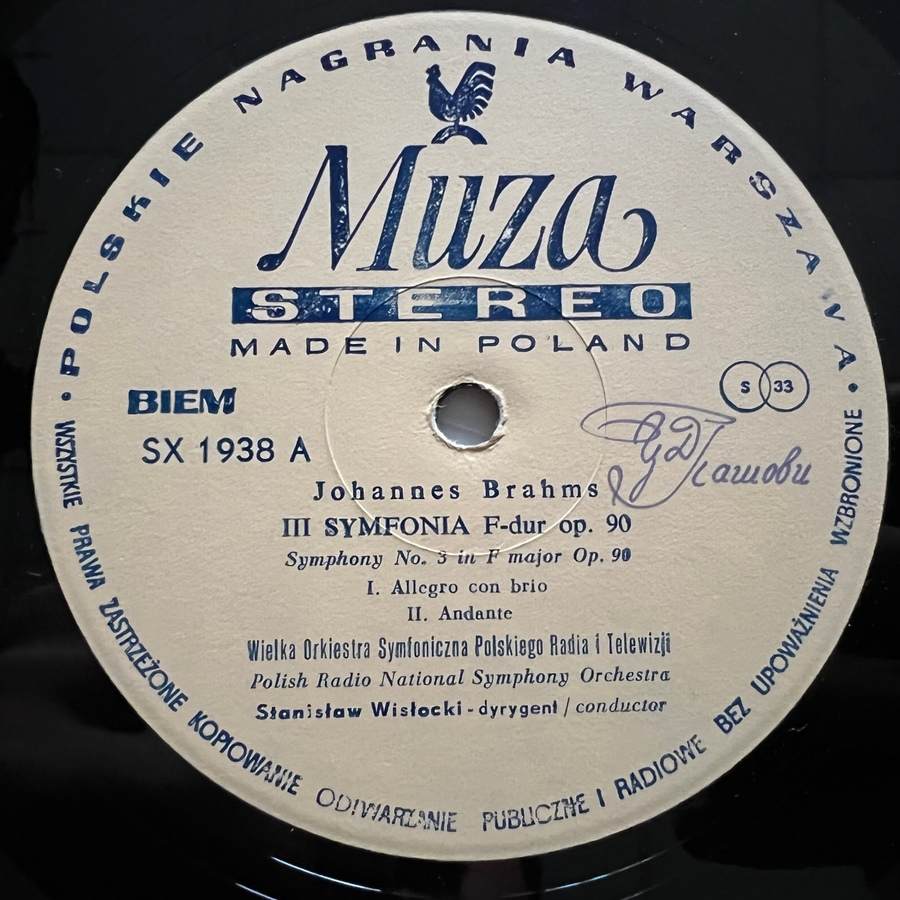 POLSKIE NAGRANIA WARSZAWA
Muza
STEREO
MADE IN POLAND
BIEM
S 33
SX 1938 A
Johannes Brahms
III SYMFONIA F-dur op. 90
Symphony No. 3 in F major Op. 90
I. Allegro con brio
II. Andante
Wielka Orkiestra Symfoniczna Polskiego Radia i Telewizji
Polish Radio National Symphony Orchestra
Stanisław Wisłocki - dyrygent / conductor
WSZYSTKIE PRAWA ZASTRZEŻONE KOPIOWANIE ODTWARZANIE PUBLICZNE I RADIOWE BEZ UPOWAŻNIENIA WZBRONIONE